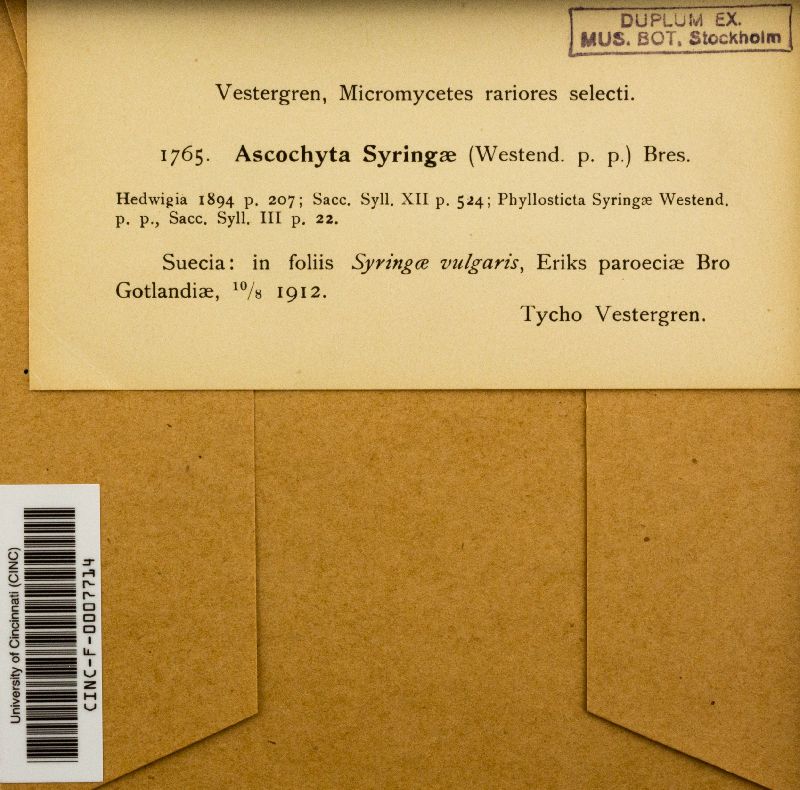 DUPLUM EX.
MUS. BOT. Stockholm
Vestergren, Micromycetes rariores selecti.
1765. Ascochyta Syringæ (Westend. p. p.) Bres.
Hedwigia 1894 p. 207; Sacc. Syll. XII p. 524; Phyllosticta Syringæ Westend.
p. p., Sacc. Syll. III p. 22.
Suecia: in foliis Syringæ vulgaris, Eriks paroeciæ Bro
Gotlandiæ, 10/8 1912.
Tycho Vestergren.
University of Cincinnati (CINC)
CINC-F-0007714